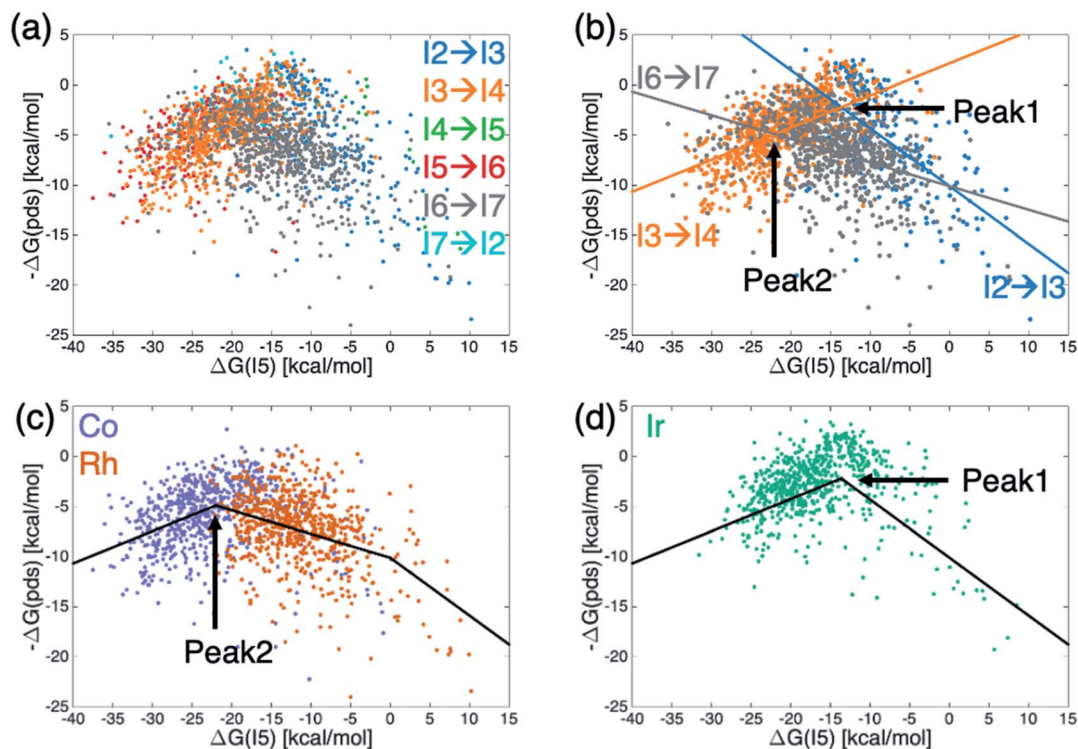 (a)
5
0
-5
-10
-15
-20
-25
-ΔG(pds) [kcal/mol]
I2→I3
I3→I4
I4→I5
I5→I6
I6→I7
I7→I2
-40 -35 -30 -25 -20 -15 -10 -5 0 5 10 15
ΔG(I5) [kcal/mol]
(b)
5
0
-5
-10
-15
-20
-25
-ΔG(pds) [kcal/mol]
I6→I7
Peak1
I3→I4
Peak2
I2→I3
-40 -35 -30 -25 -20 -15 -10 -5 0 5 10 15
ΔG(I5) [kcal/mol]
(c)
5
0
-5
-10
-15
-20
-25
-ΔG(pds) [kcal/mol]
Co
Rh
Peak2
-40 -35 -30 -25 -20 -15 -10 -5 0 5 10 15
ΔG(I5) [kcal/mol]
(d)
5
0
-5
-10
-15
-20
-25
-ΔG(pds) [kcal/mol]
Ir
Peak1
-40 -35 -30 -25 -20 -15 -10 -5 0 5 10 15
ΔG(I5) [kcal/mol]